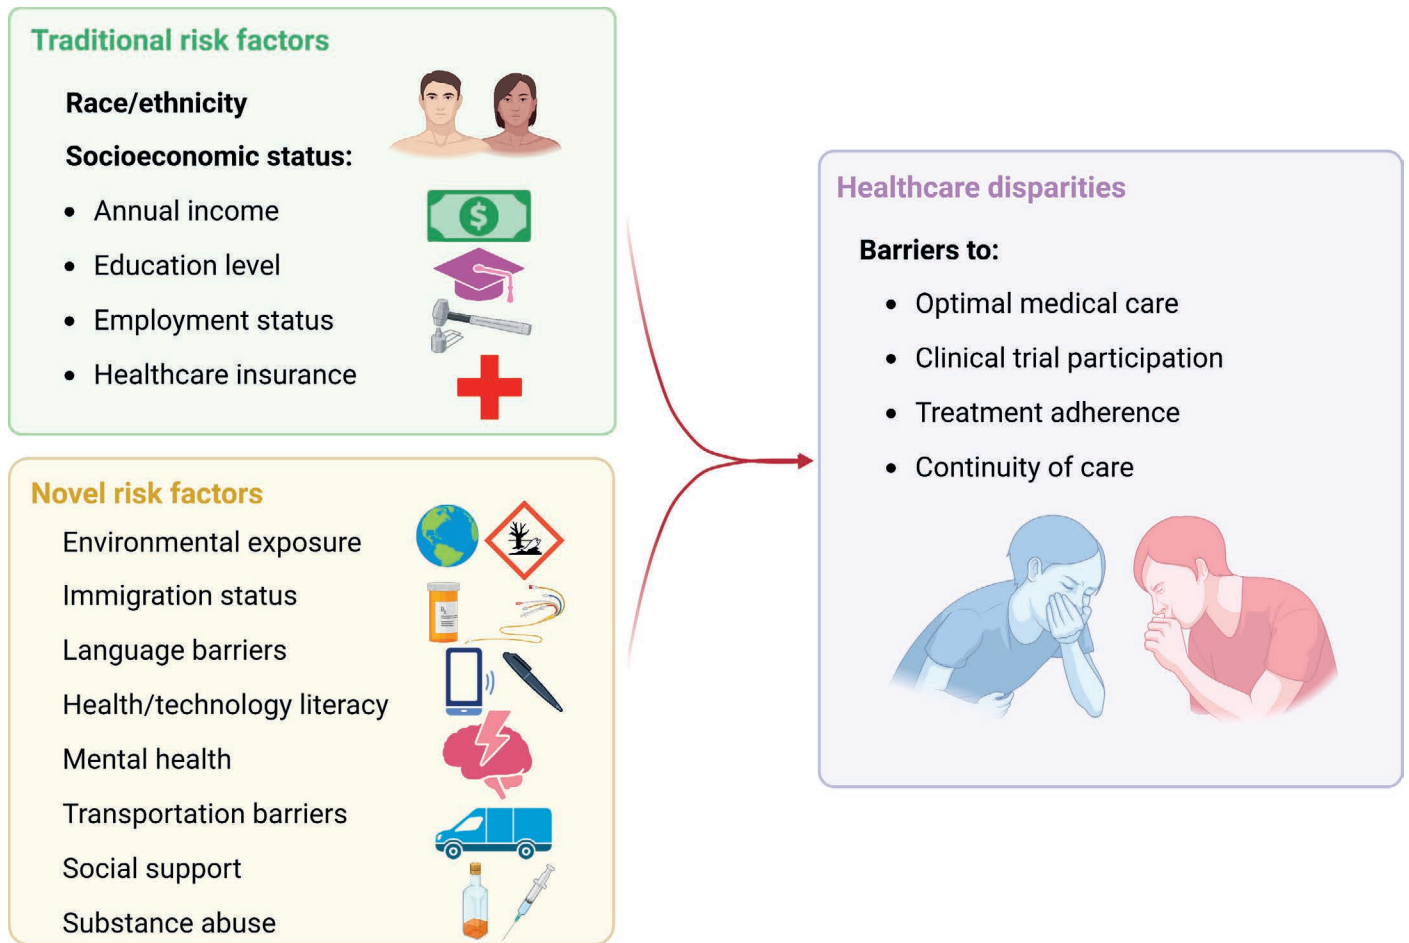 Traditional risk factors
Race/ethnicity
Socioeconomic status:
• Annual income
• Education level
• Employment status
• Healthcare insurance
Novel risk factors
Environmental exposure
Immigration status
Language barriers
Health/technology literacy
Mental health
Transportation barriers
Social support
Substance abuse
Healthcare disparities
Barriers to:
• Optimal medical care
• Clinical trial participation
• Treatment adherence
• Continuity of care